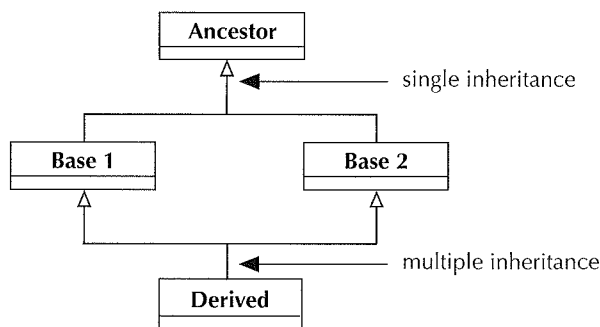 Ancestor
single inheritance
Base 1
Base 2
multiple inheritance
Derived